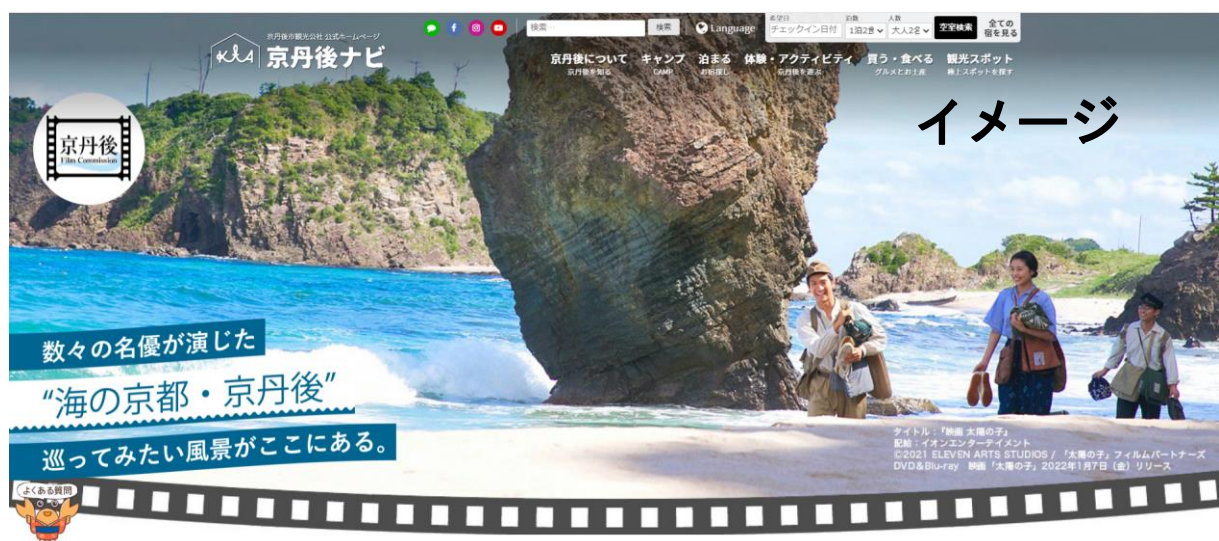 京丹後市観光公社 公式ホームページ
京丹後ナビ
検索…
検索
Language
希望日
チェックイン日付
泊数
1泊2食
人数
大人2名
空室検索
全ての
宿を見る
京丹後について
京丹後を知る
キャンプ
CAMP
泊まる
お宿探し
体験・アクティビティ
京丹後を遊ぶ
買う・食べる
グルメとお土産
観光スポット
極上スポットを探す
イメージ
京丹後
Film Commission
数々の名優が演じた
“海の京都・京丹後”
巡ってみたい風景がここにある。
タイトル：『映画 太陽の子』
配給：イオンエンターテイメント
©2021 ELEVEN ARTS STUDIOS / 「太陽の子」フィルムパートナーズ
DVD&Blu-ray 映画「太陽の子」2022年1月7日（金）リリース
よくある質問